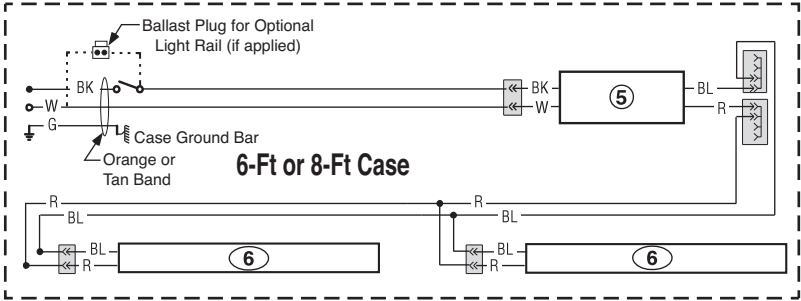 Ballast Plug for Optional
Light Rail (if applied)
BK
BK
BL
5
W
W
R
G
Case Ground Bar
Orange or
Tan Band
6-Ft or 8-Ft Case
R
R
BL
BL
BL
6
R
BL
6
R